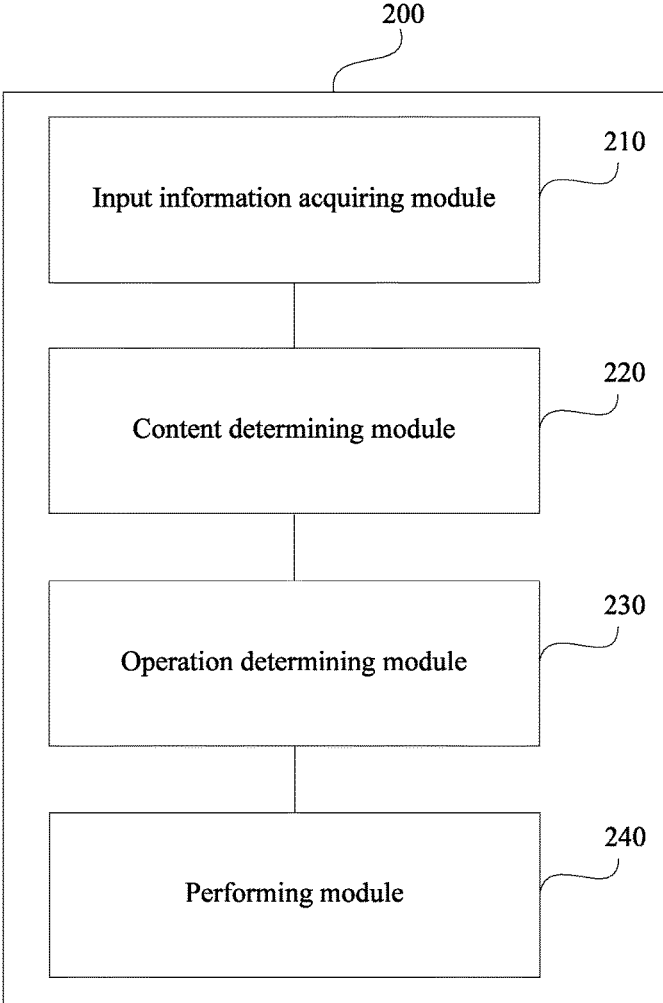 200
210
Input information acquiring module
220
Content determining module
230
Operation determining module
240
Performing module